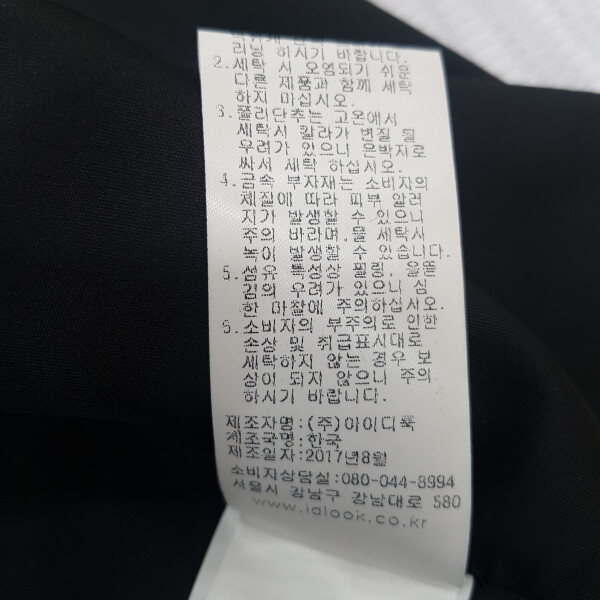 리닝 하시기 바랍니다.
2.세탁 시 오염되기 쉬운
다른 제품과 함께 세탁
하지 마십시오.
3.폴리단추는 고온에서
세탁시 칼라가 변질 될
우려가 있으니 은박지로
싸서 세탁 하십시오.
4.금속 부자재는 소비자의
체질에 따라 피부 알러
지가 발생할 수 있으니
주의 바라며,물 세탁시
녹이 발생할 수 있습니다.
5.섬유 특성상 필링, 올뜯
김의 우려가 있으니 심
한 마찰에 주의하십시오.
6.소비자의 부주의로 인한
손상 및 취급표시대로
세탁하지 않는 경우 보
상이 되지 않으니 주의
하시기 바랍니다.
제조자명:(주)아이디룩
제조국명:한국
제조일자:2017년8월
소비자상담실:080-044-8994
서울시 강남구 강남대로 580
www.idlook.co.kr